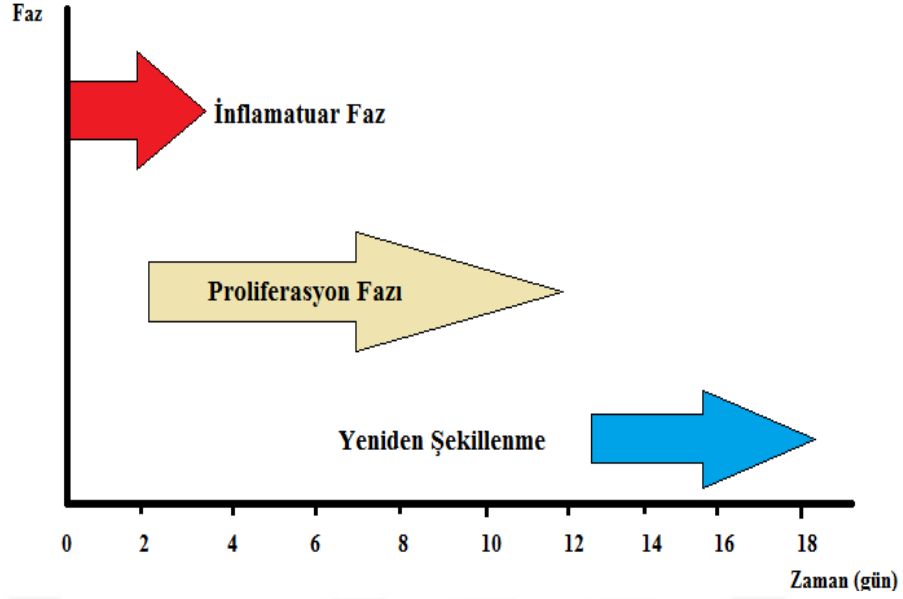 Faz
İnflamatuar Faz
Proliferasyon Fazı
Yeniden Şekillenme
0 2 4 6 8 10 12 14 16 18
Zaman (gün)